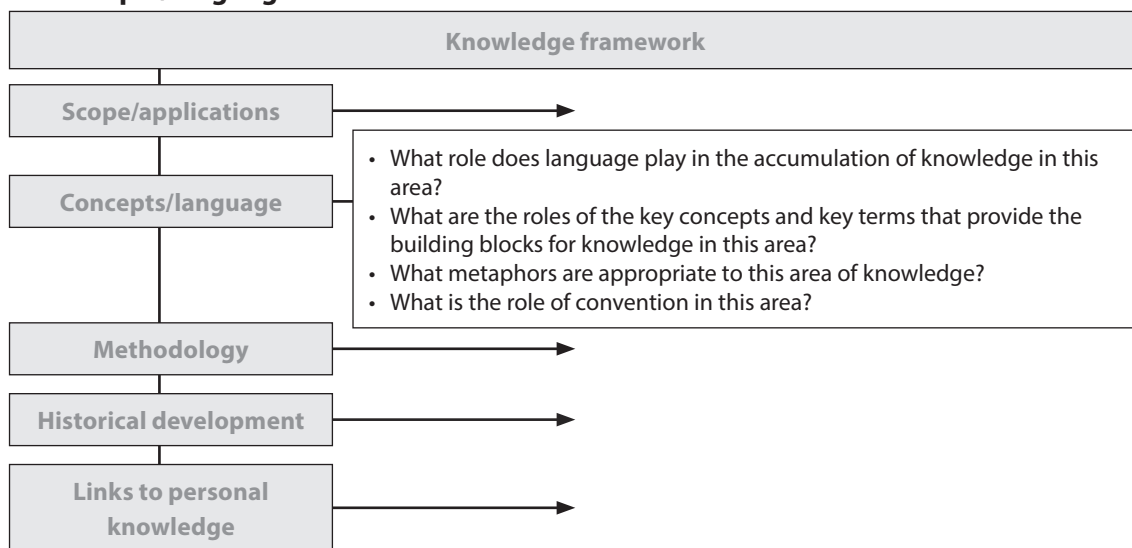 Knowledge framework
Scope/applications
Concepts/language
• What role does language play in the accumulation of knowledge in this
area?
• What are the roles of the key concepts and key terms that provide the
building blocks for knowledge in this area?
• What metaphors are appropriate to this area of knowledge?
• What is the role of convention in this area?
Methodology
Historical development
Links to personal
knowledge